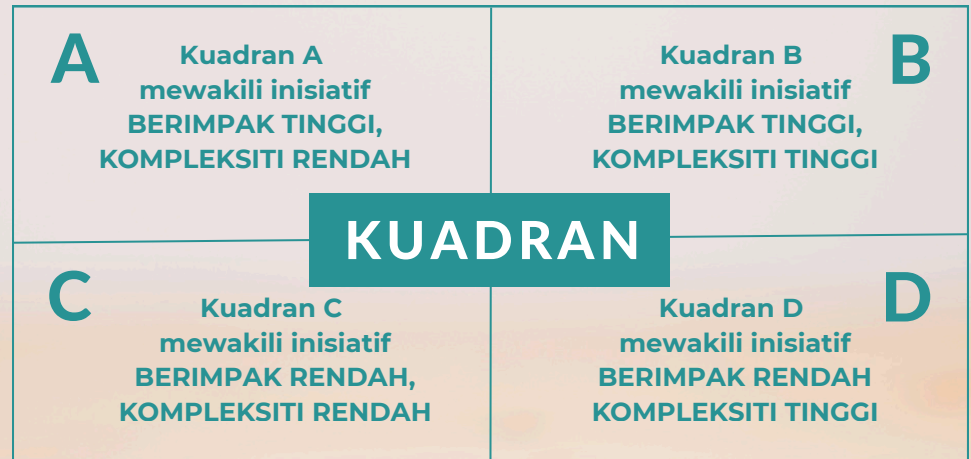 A
Kuadran A
mewakili inisiatif
BERIMPAK TINGGI,
KOMPLEKSITI RENDAH
B
Kuadran B
mewakili inisiatif
BERIMPAK TINGGI,
KOMPLEKSITI TINGGI
KUADRAN
C
Kuadran C
mewakili inisiatif
BERIMPAK RENDAH,
KOMPLEKSITI RENDAH
D
Kuadran D
mewakili inisiatif
BERIMPAK RENDAH
KOMPLEKSITI TINGGI